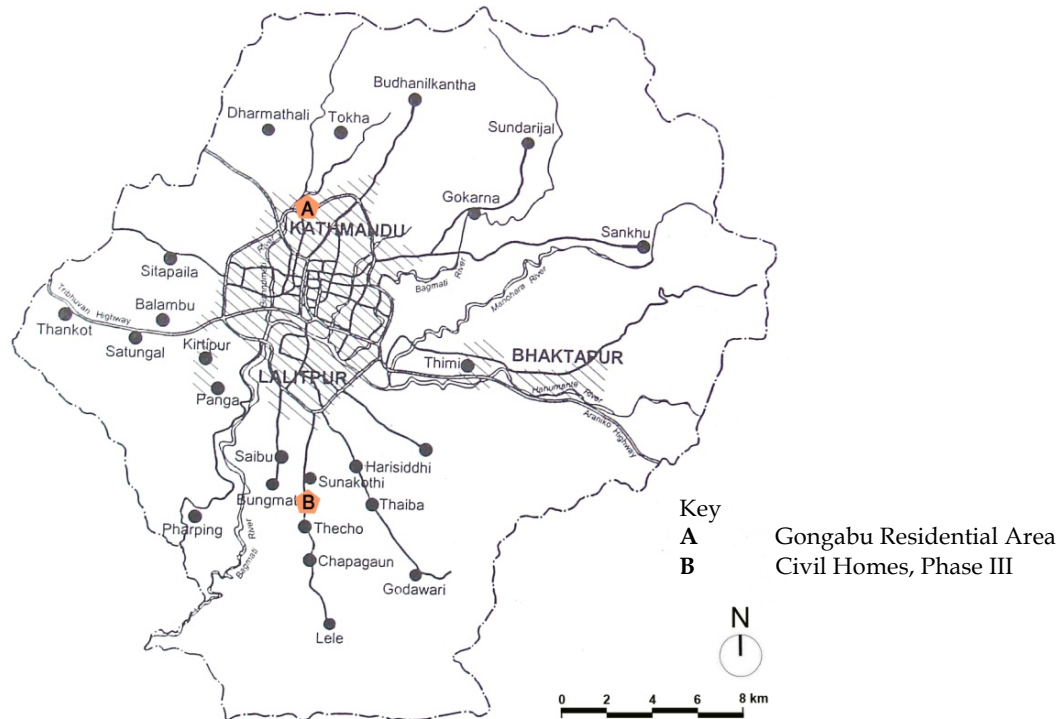 Budhanilkantha
Dharmathali
Tokha
Sundarijal
Gokarna
A
KATHMANDU
Sankhu
Sitapaila
Bagmati River
Manohara River
Tribhuvan Highway
Balambu
Thankot
Satungal
Kirtipur
Thimi
BHAKTAPUR
LALITPUR
Panga
Hanumante River
Araniko Highway
Saibu
Harisiddhi
Sunakothi
Bungmat
B
Thaiba
Pharping
Thecho
Bagmati River
Chapagaun
Godawari
Lele
Key
A Gongabu Residential Area
B Civil Homes, Phase III
N
0 2 4 6 8 km